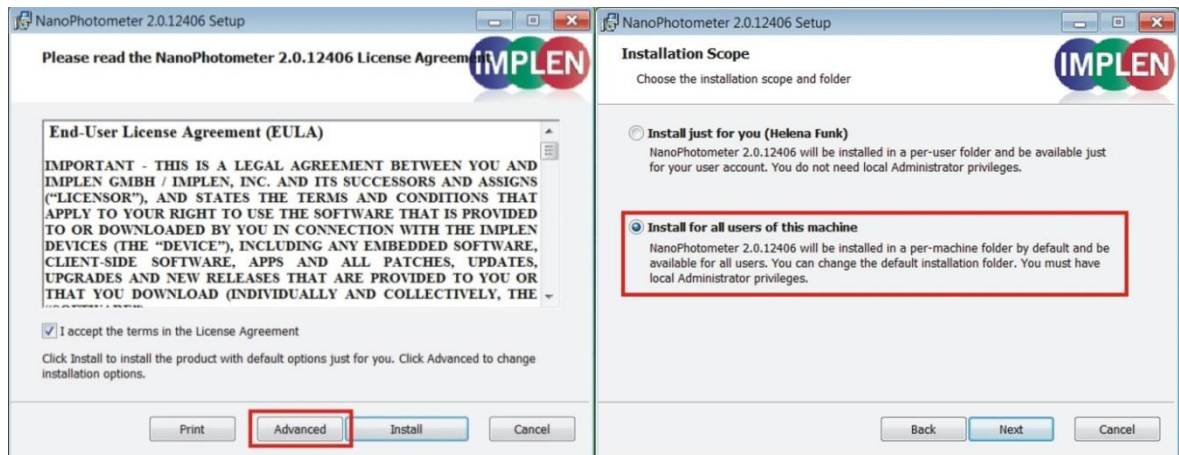 NanoPhotometer 2.0.12406 Setup
Please read the NanoPhotometer 2.0.12406 License Agreement
IMPLEN
End-User License Agreement (EULA)
IMPORTANT - THIS IS A LEGAL AGREEMENT BETWEEN YOU AND
IMPLEN GMBH / IMPLEN, INC. AND ITS SUCCESSORS AND ASSIGNS
("LICENSOR"), AND STATES THE TERMS AND CONDITIONS THAT
APPLY TO YOUR RIGHT TO USE THE SOFTWARE THAT IS PROVIDED
TO OR DOWNLOADED BY YOU IN CONNECTION WITH THE IMPLEN
DEVICES (THE "DEVICE"), INCLUDING ANY EMBEDDED SOFTWARE,
CLIENT-SIDE SOFTWARE, APPS AND ALL PATCHES, UPDATES,
UPGRADES AND NEW RELEASES THAT ARE PROVIDED TO YOU OR
THAT YOU DOWNLOAD (INDIVIDUALLY AND COLLECTIVELY, THE
I accept the terms in the License Agreement
Click Install to install the product with default options just for you. Click Advanced to change
installation options.
Print Advanced Install Cancel
NanoPhotometer 2.0.12406 Setup
Installation Scope
Choose the installation scope and folder
IMPLEN
Install just for you (Helena Funk)
NanoPhotometer 2.0.12406 will be installed in a per-user folder and be available just
for your user account. You do not need local Administrator privileges.
Install for all users of this machine
NanoPhotometer 2.0.12406 will be installed in a per-machine folder by default and be
available for all users. You can change the default installation folder. You must have
local Administrator privileges.
Back Next Cancel